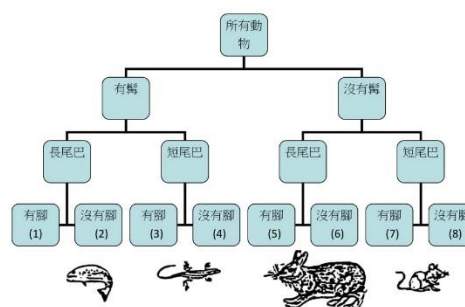 所有動
物
有鬚
沒有鬚
長尾巴
短尾巴
長尾巴
短尾巴
有腳
(1)
沒有腳
(2)
有腳
(3)
沒有腳
(4)
有腳
(5)
沒有腳
(6)
有腳
(7)
沒有腳
(8)